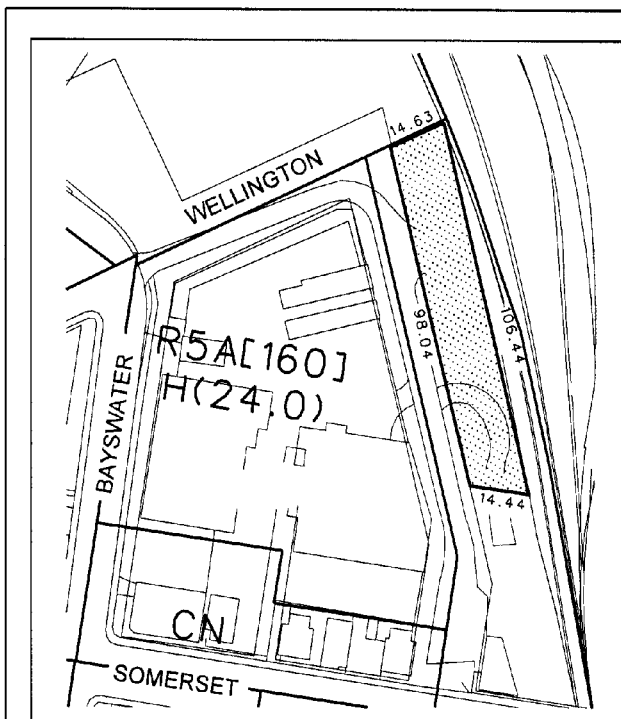 14.63
WELLINGTON
98.04
106.44
R5A[160]
H(24.0)
BAYSWATER
14.44
CN
SOMERSET